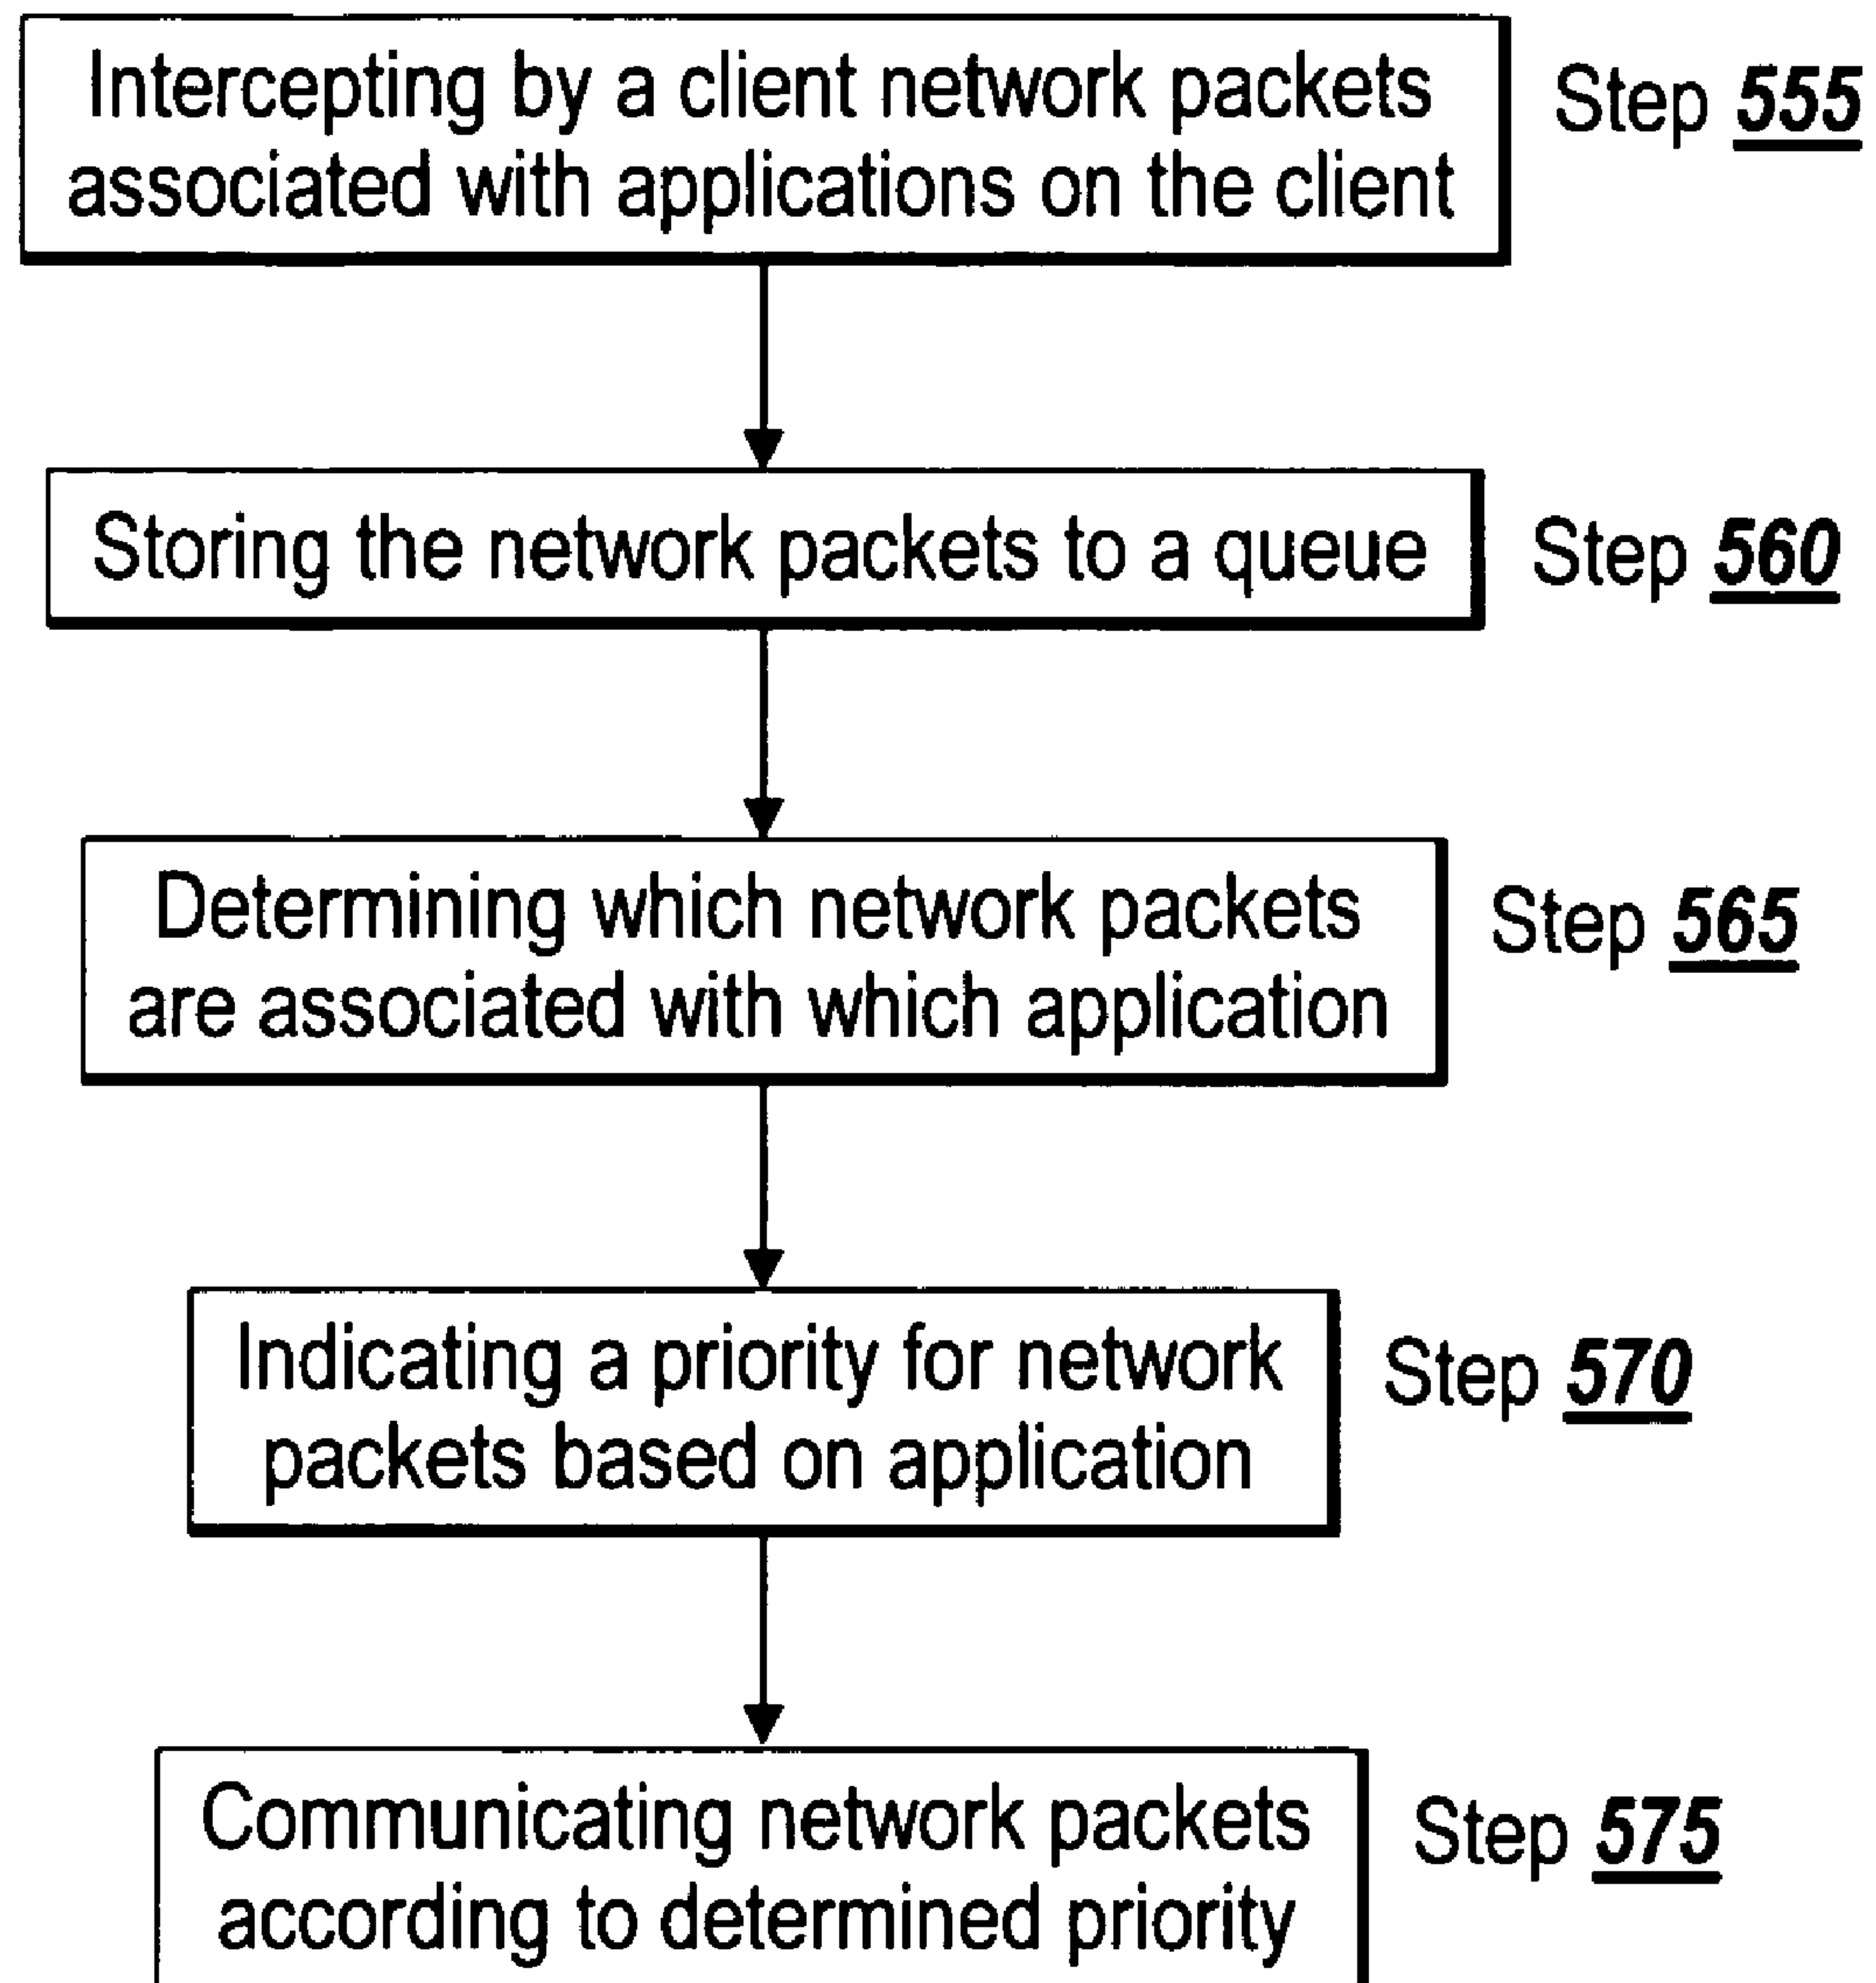 Intercepting by a client network packets
associated with applications on the client
Step 555
Storing the network packets to a queue
Step 560
Determining which network packets
are associated with which application
Step 565
Indicating a priority for network
packets based on application
Step 570
Communicating network packets
according to determined priority
Step 575